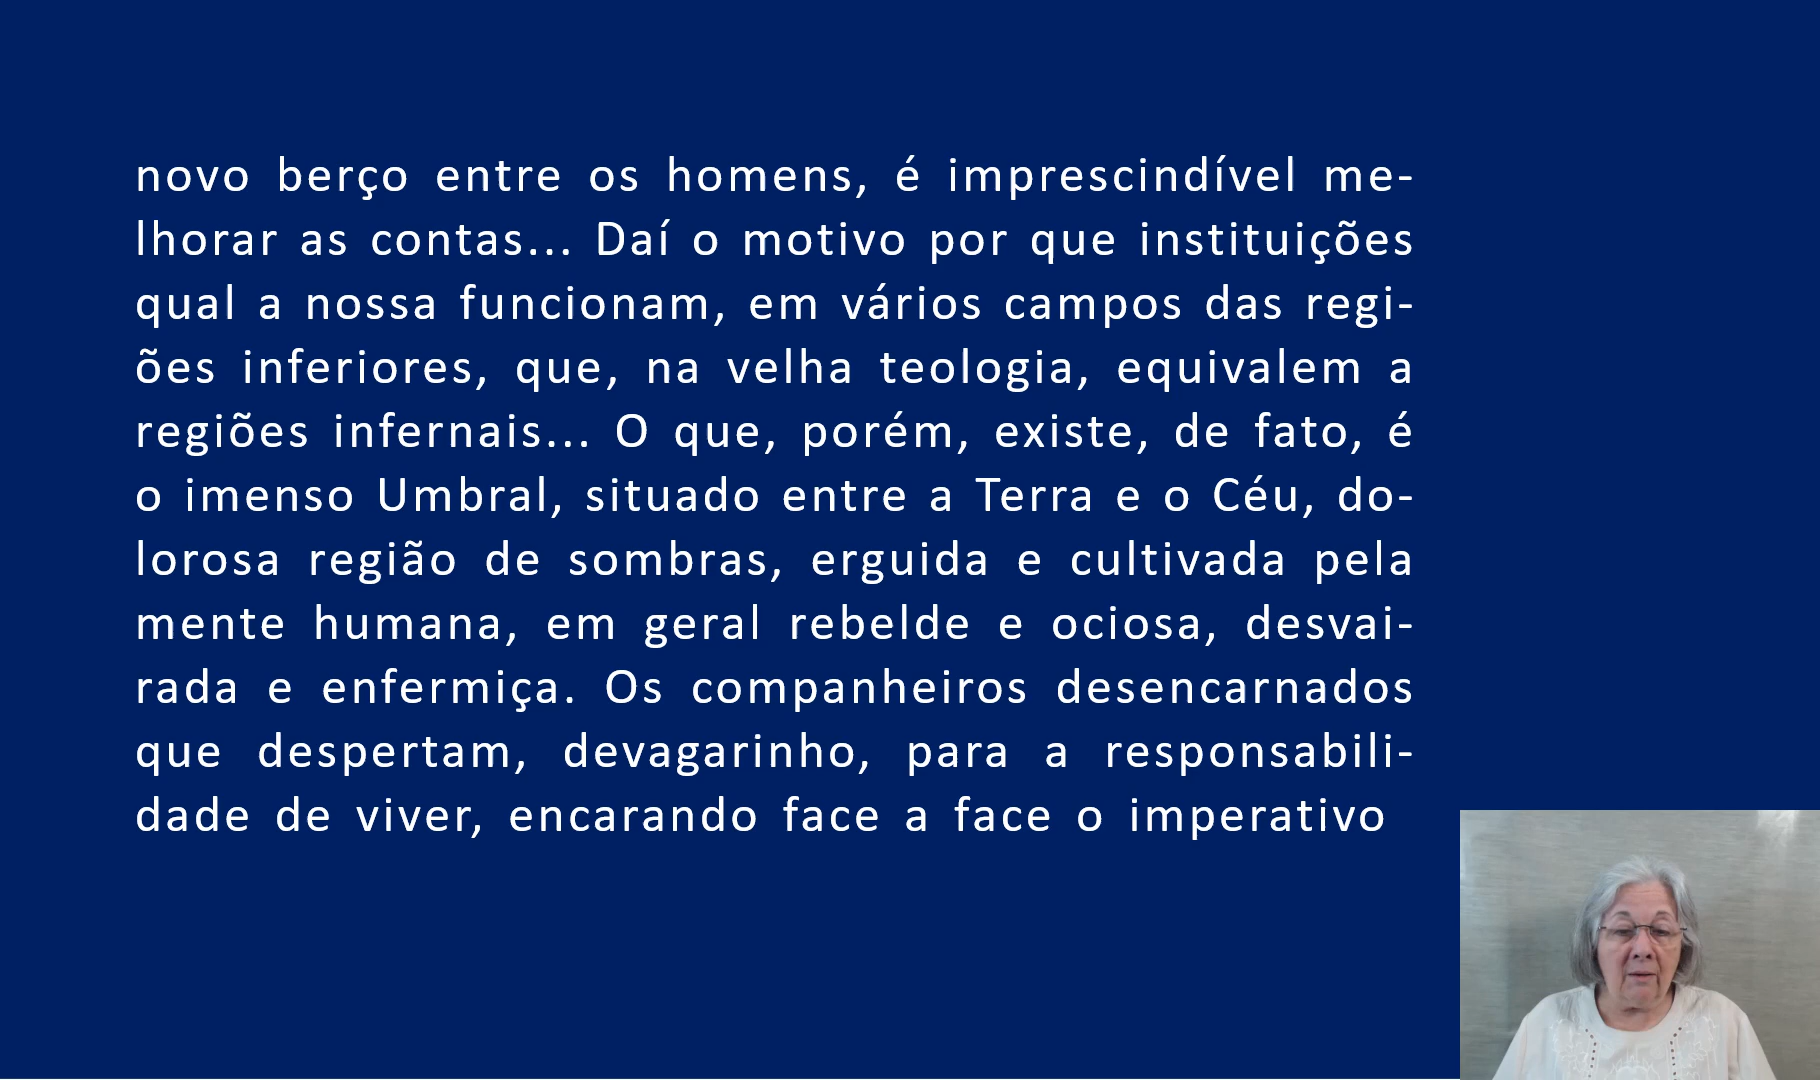 novo berço entre os homens, é imprescindível me-
lhorar as contas... Daí o motivo por que instituições
qual a nossa funcionam, em vários campos das regi-
ões inferiores, que, na velha teologia, equivalem a
regiões infernais... O que, porém, existe, de fato, é
o imenso Umbral, situado entre a Terra e o Céu, do-
lorosa região de sombras, erguida e cultivada pela
mente humana, em geral rebelde e ociosa, desvai-
rada e enfermiça. Os companheiros desencarnados
que despertam, devagarinho, para a responsabili-
dade de viver, encarando face a face o imperativo